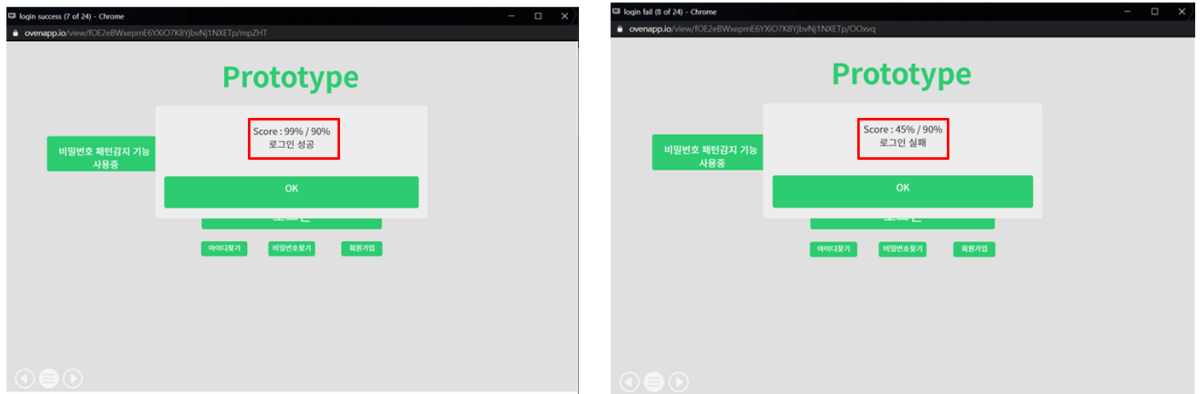 login success (7 of 24) - Chrome
ovenapp.io/view/fOE2eBWxepmE6YXiO7K8YjbvNj1NXETp/mpZHT
Prototype
Score : 99% / 90%
로그인 성공
비밀번호 패턴감지 기능
사용중
OK
아이디찾기
비밀번호찾기
회원가입
login fail (8 of 24) - Chrome
ovenapp.io/view/fOE2eBWxepmE6YXiO7K8YjbvNj1NXETp/OOxvq
Prototype
Score : 45% / 90%
로그인 실패
비밀번호 패턴감지 기능
사용중
OK
아이디찾기
비밀번호찾기
회원가입